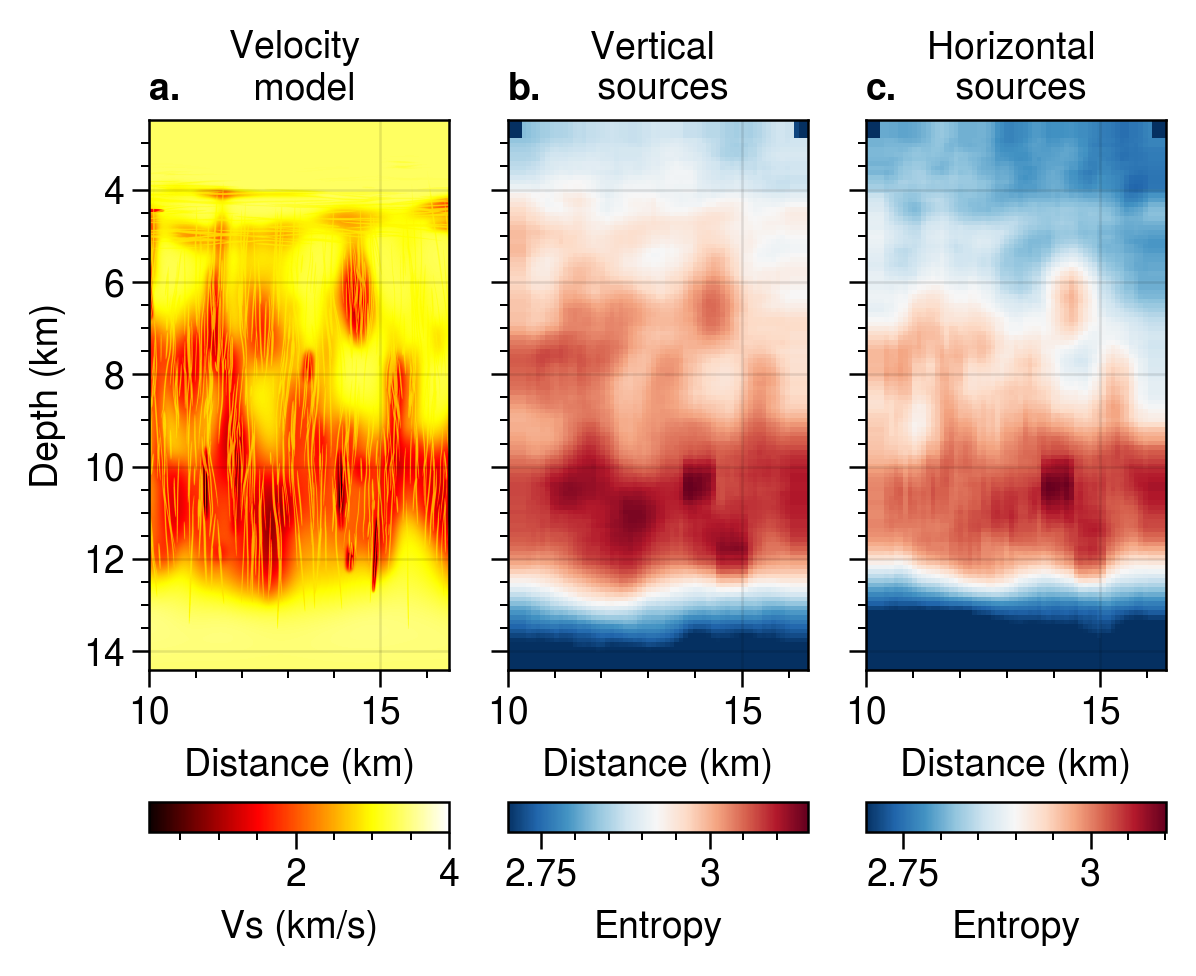 Velocity
a. model
Vertical
b. sources
Horizontal
c. sources
Depth (km)
4
6
8
10
12
14
10 15
10 15
10 15
Distance (km)
Distance (km)
Distance (km)
2 4
2.75 3
2.75 3
Vs (km/s)
Entropy
Entropy